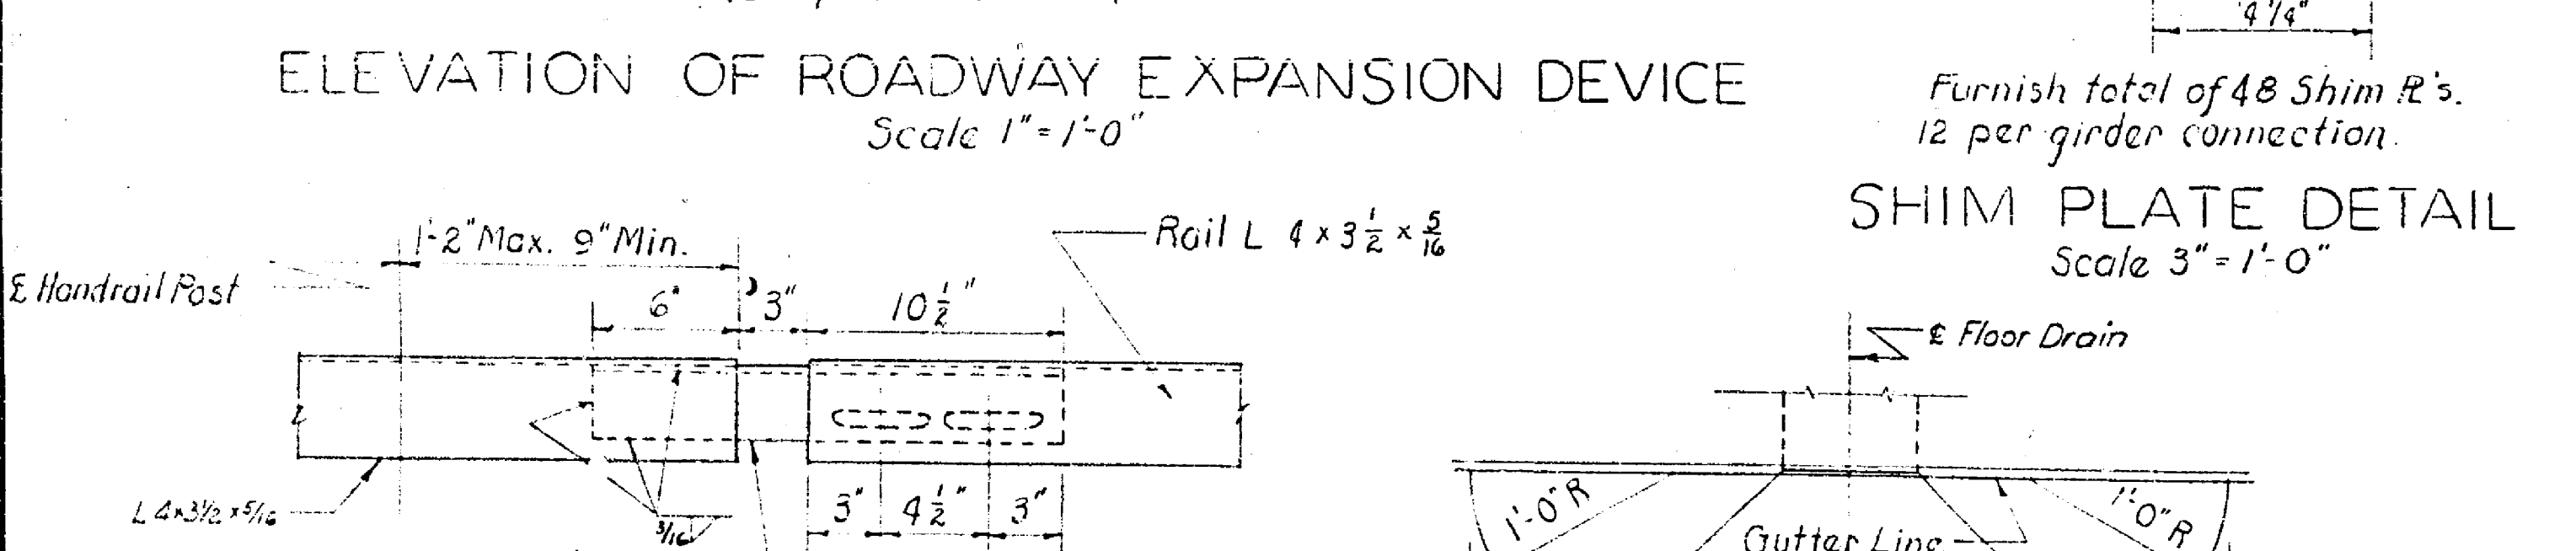 4 1/4"
ELEVATION OF ROADWAY EXPANSION DEVICE
Scale 1" = 1'-0"
Furnish total of 48 Shim ℞'s.
12 per girder connection.
SHIM PLATE DETAIL
Scale 3" = 1'-0"
1'-2" Max. 9" Min.
Rail L 4 x 3 1/2 x 5/16
℄ Handrail Post
6"
3"
10 1/2"
℄ Floor Drain
L 4 x 3 1/2 x 5/16
3/16
3"
4 1/2"
3"
1'-0" R
Gutter Line
1'-0" R